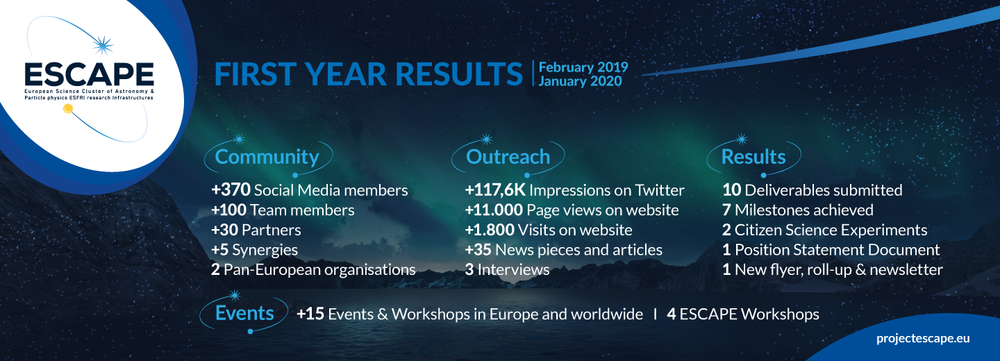 ESCAPE
European Science Cluster of Astronomy &
Particle physics ESFRI research Infrastructures
FIRST YEAR RESULTS
February 2019
January 2020
Community
+370 Social Media members
+100 Team members
+30 Partners
+5 Synergies
2 Pan-European organisations
Outreach
+117,6K Impressions on Twitter
+11.000 Page views on website
+1.800 Visits on website
+35 News pieces and articles
3 Interviews
Results
10 Deliverables submitted
7 Milestones achieved
2 Citizen Science Experiments
1 Position Statement Document
1 New flyer, roll-up & newsletter
Events
+15 Events & Workshops in Europe and worldwide I 4 ESCAPE Workshops
projectescape.eu